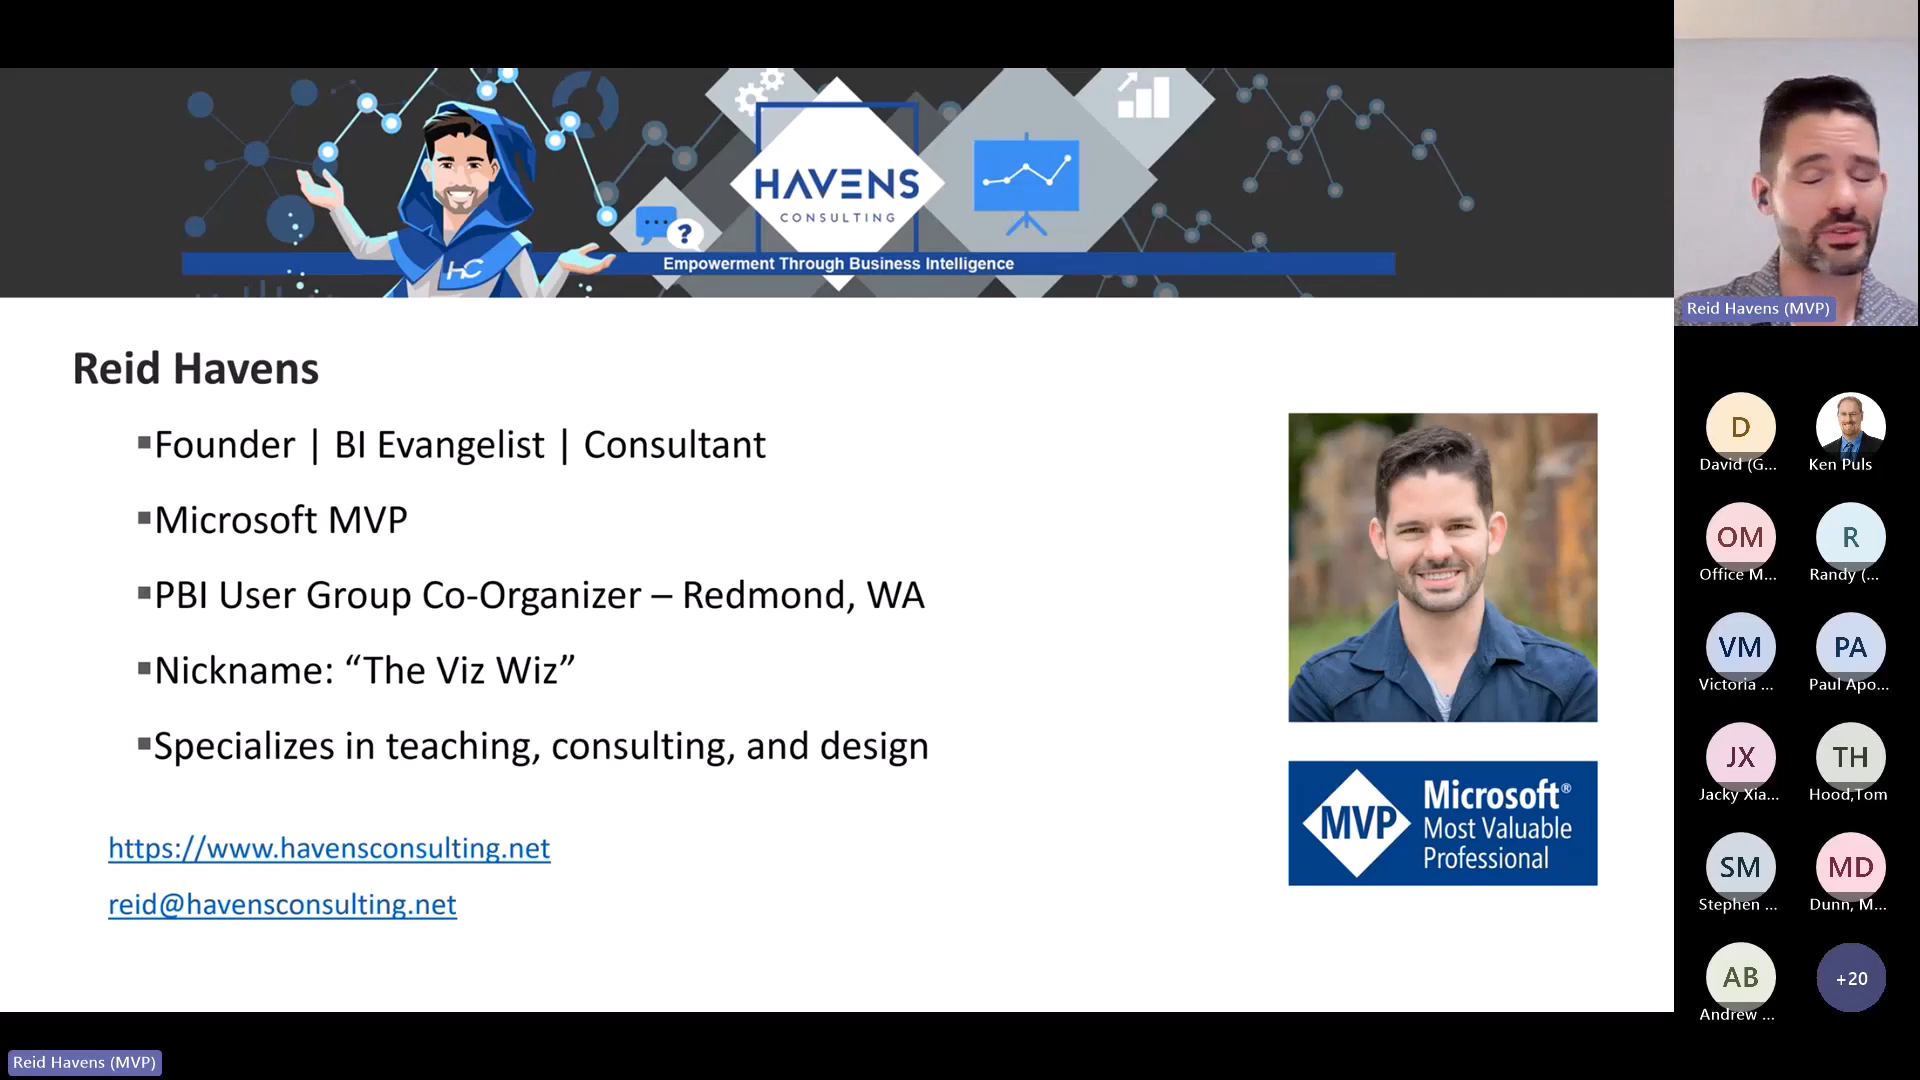 ?
HAVENS
CONSULTING
HC
Empowerment Through Business Intelligence
Reid Havens
▪Founder | BI Evangelist | Consultant
▪Microsoft MVP
▪PBI User Group Co-Organizer – Redmond, WA
▪Nickname: “The Viz Wiz”
▪Specializes in teaching, consulting, and design
https://www.havensconsulting.net
reid@havensconsulting.net
MVP
Microsoft®
Most Valuable
Professional
Reid Havens (MVP)
D
David (G...
Ken Puls
OM
Office M...
R
Randy (...
VM
Victoria ...
PA
Paul Apo...
JX
Jacky Xia...
TH
Hood,Tom
SM
Stephen ...
MD
Dunn, M...
AB
Andrew ...
+20
Reid Havens (MVP)